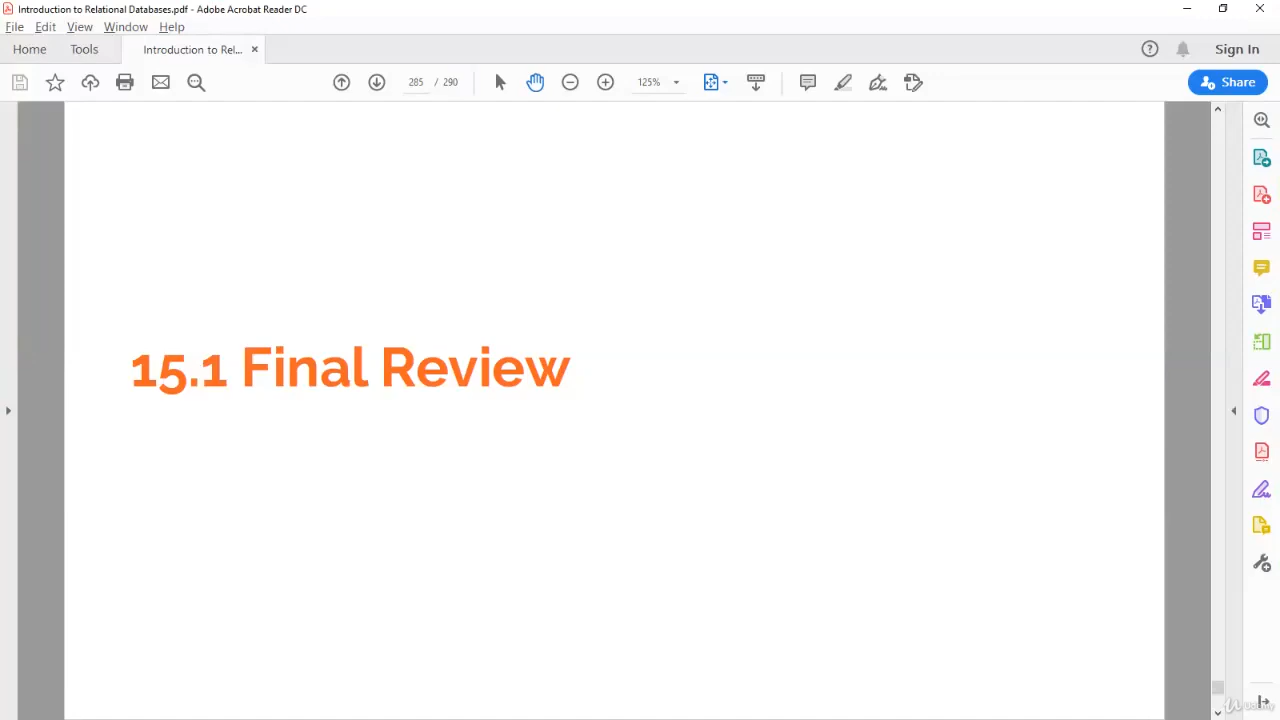 Introduction to Relational Databases.pdf - Adobe Acrobat Reader DC
File Edit View Window Help
Home Tools Introduction to Rel... × Sign In
285 / 290 125% Share
15.1 Final Review
Udemy